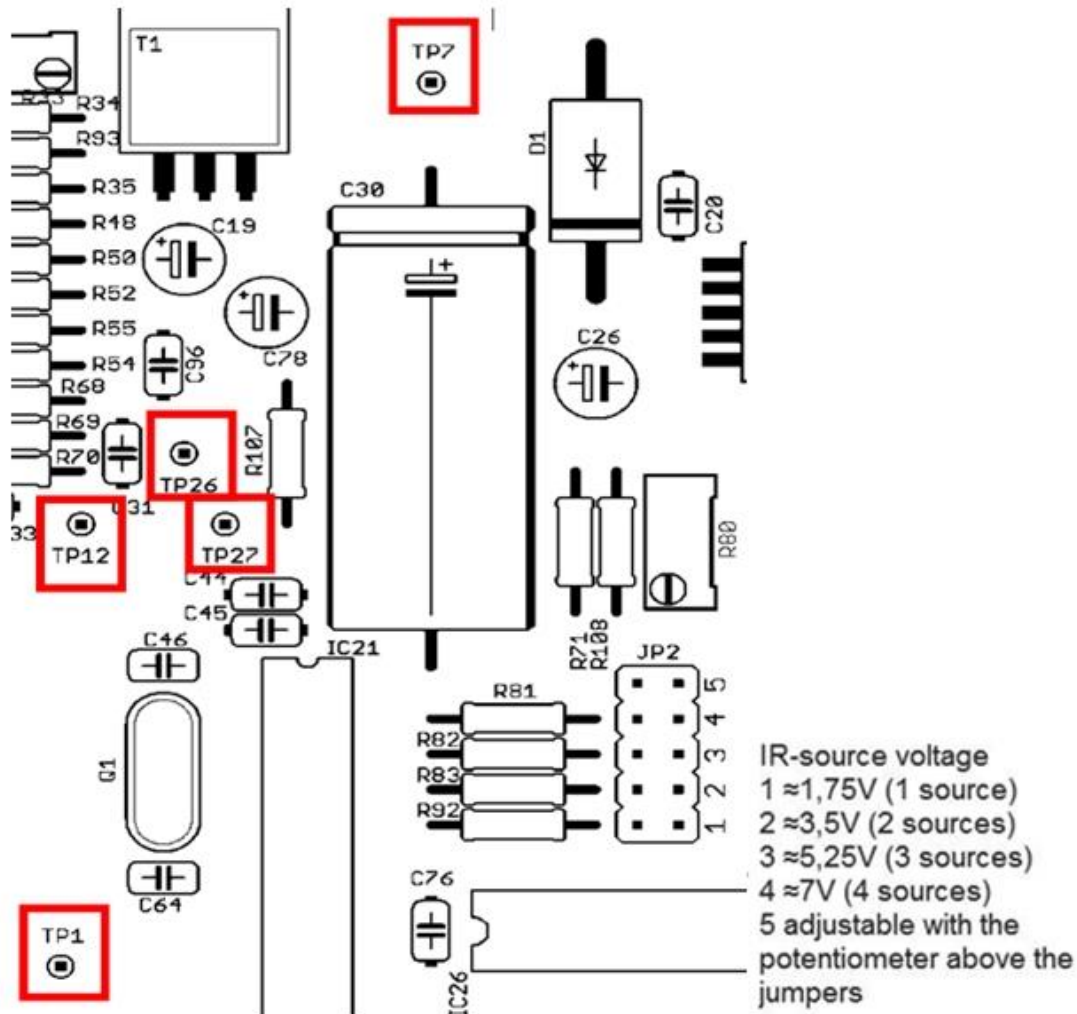 TP7
T1
R33
R34
R93
R35
R48
R50
R52
R55
R54
R68
R69
R70
C19
C78
C96
C31
C30
D1
C20
C26
R107
TP26
TP12
TP27
33
C44
C45
C46
IC21
Q1
C64
TP1
R71
R108
R80
JP2
5
4
3
2
1
R81
R82
R83
R92
C76
IC26
IR-source voltage
1 ≈1,75V (1 source)
2 ≈3,5V (2 sources)
3 ≈5,25V (3 sources)
4 ≈7V (4 sources)
5 adjustable with the
potentiometer above the
jumpers